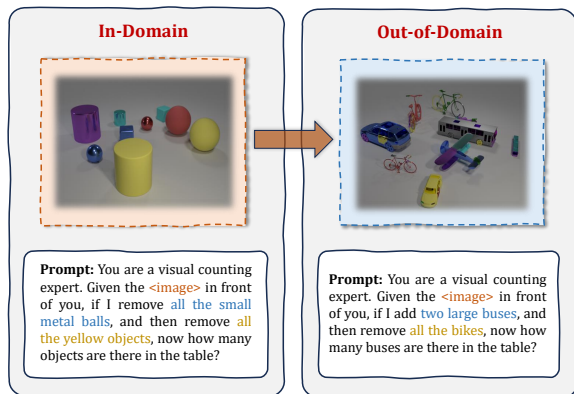 In-Domain
Prompt: You are a visual counting
expert. Given the <image> in front
of you, if I remove all the small
metal balls, and then remove all
the yellow objects, now how many
objects are there in the table?
Out-of-Domain
Prompt: You are a visual counting
expert. Given the <image> in front
of you, if I add two large buses, and
then remove all the bikes, now how
many buses are there in the table?